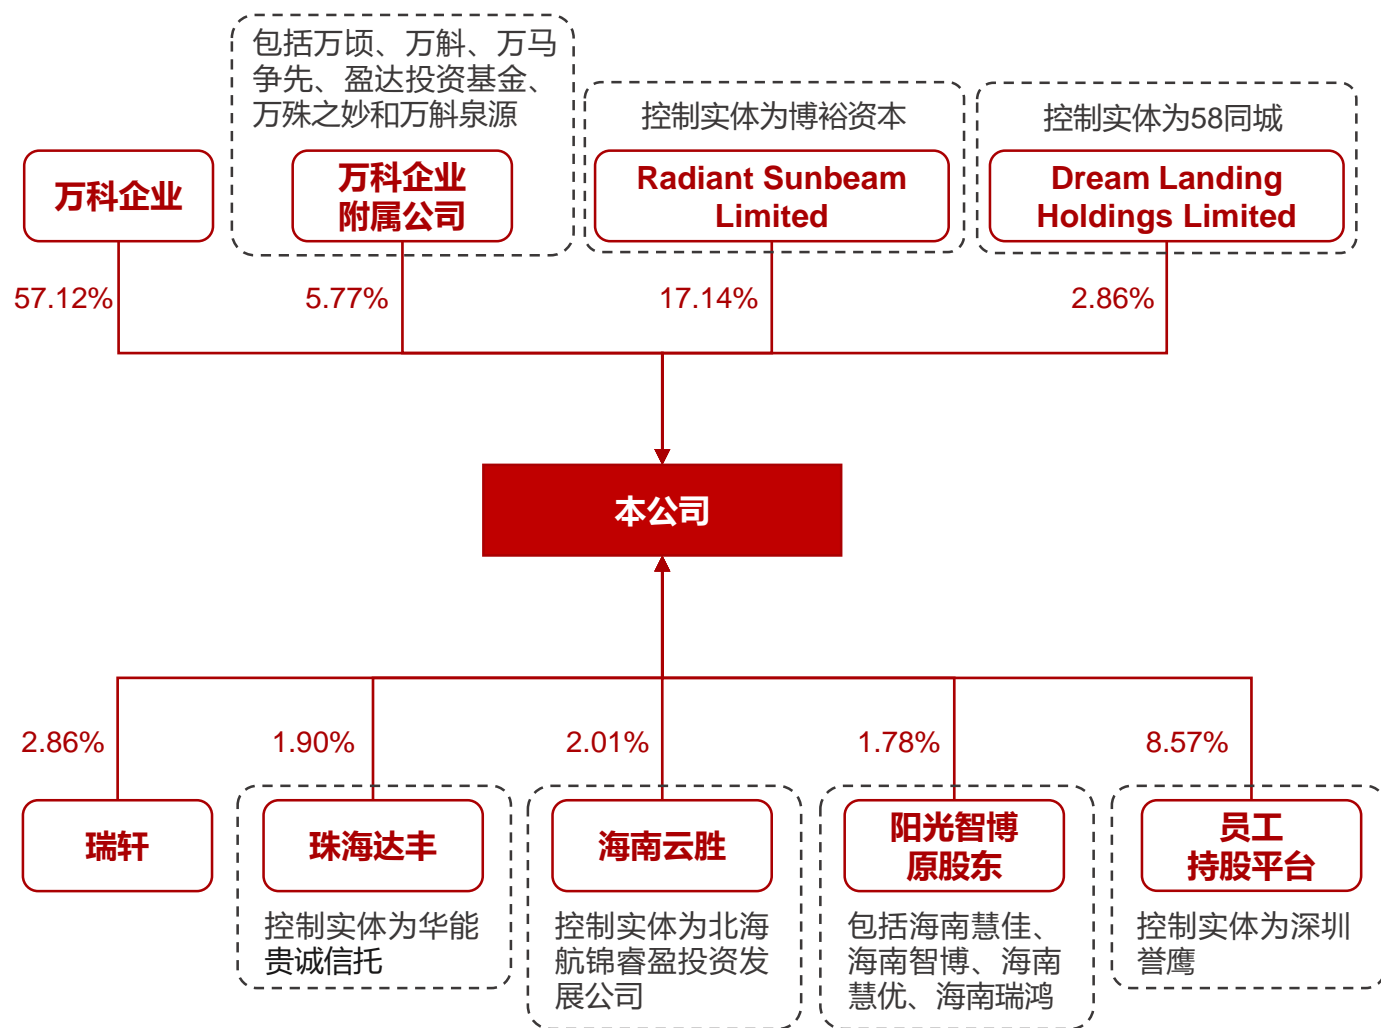 包括万顷、万斛、万马
争先、盈达投资基金、
万殊之妙和万斛泉源
控制实体为博裕资本
控制实体为58同城
万科企业
万科企业
附属公司
Radiant Sunbeam
Limited
Dream Landing
Holdings Limited
57.12%
5.77%
17.14%
2.86%
本公司
2.86%
1.90%
2.01%
1.78%
8.57%
瑞轩
珠海达丰
海南云胜
阳光智博
原股东
员工
持股平台
控制实体为华能
贵诚信托
控制实体为北海
航锦睿盈投资发
展公司
包括海南慧佳、
海南智博、海南
慧优、海南瑞鸿
控制实体为深圳
誉鹰